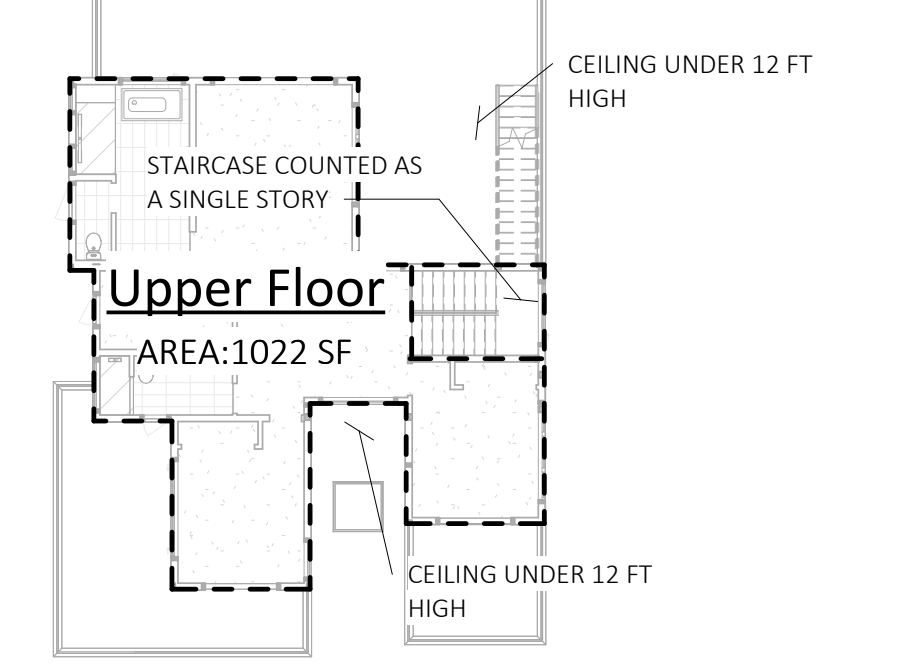 CEILING UNDER 12 FT
HIGH
STAIRCASE COUNTED AS
A SINGLE STORY
Upper Floor
AREA:1022 SF
CEILING UNDER 12 FT
HIGH